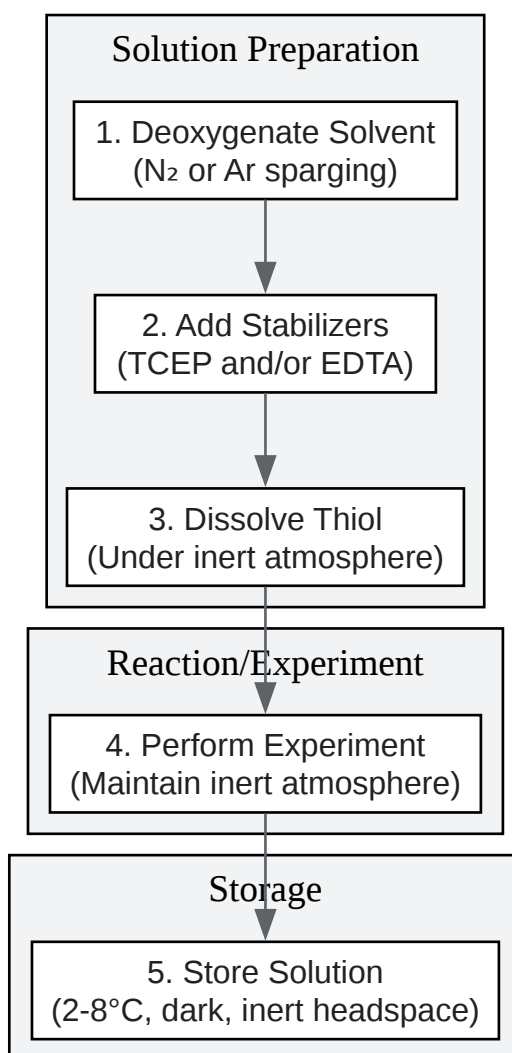 Solution Preparation
1. Deoxygenate Solvent
(N₂ or Ar sparging)
2. Add Stabilizers
(TCEP and/or EDTA)
3. Dissolve Thiol
(Under inert atmosphere)
Reaction/Experiment
4. Perform Experiment
(Maintain inert atmosphere)
Storage
5. Store Solution
(2-8°C, dark, inert headspace)